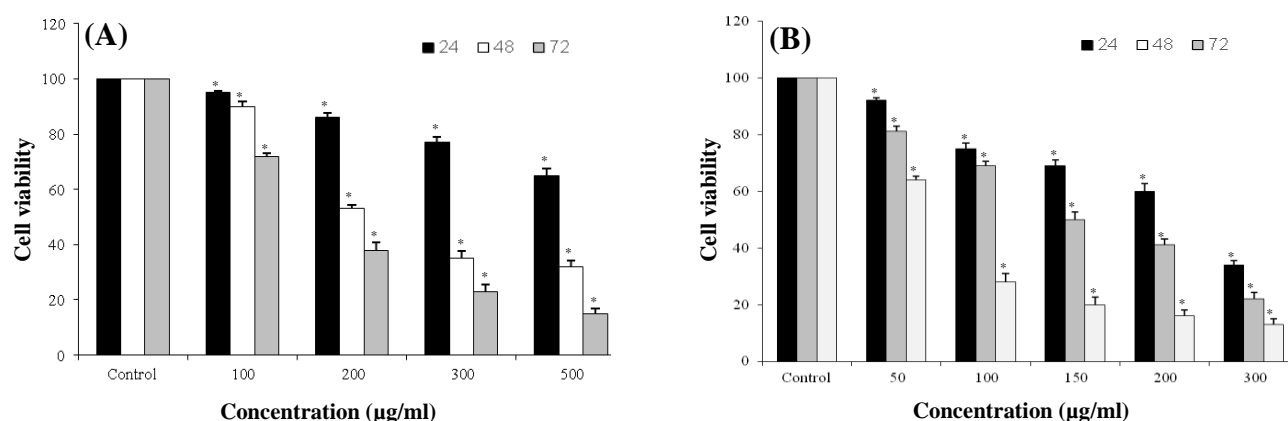 (A)
24 48 72
120
100
80
60
40
20
0
Cell viability
* * *
* * *
* * *
* * *
Control 100 200 300 500
Concentration (µg/ml)
(B)
24 48 72
120
100
80
60
40
20
0
Cell viability
* * *
* * *
* * *
* * *
* * *
Control 50 100 150 200 300
Concentration (µg/ml)